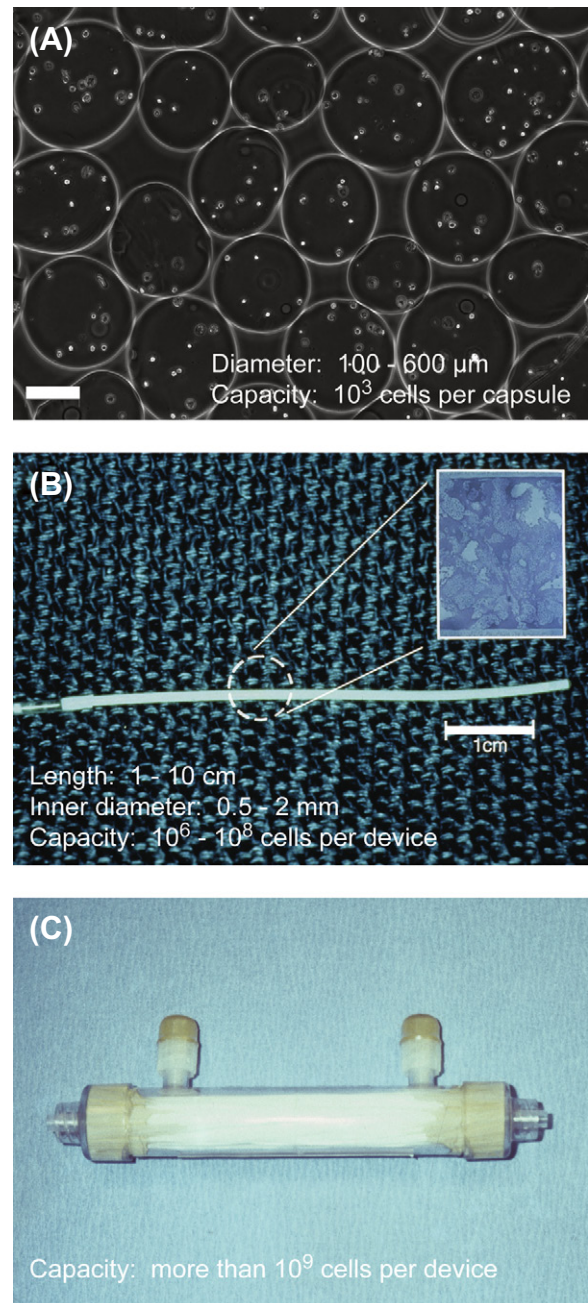 (A)
Diameter: 100 - 600 μm
Capacity: 10³ cells per capsule
(B)
1cm
Length: 1 - 10 cm
Inner diameter: 0.5 - 2 mm
Capacity: 10⁶ - 10⁸ cells per device
(C)
Capacity: more than 10⁹ cells per device